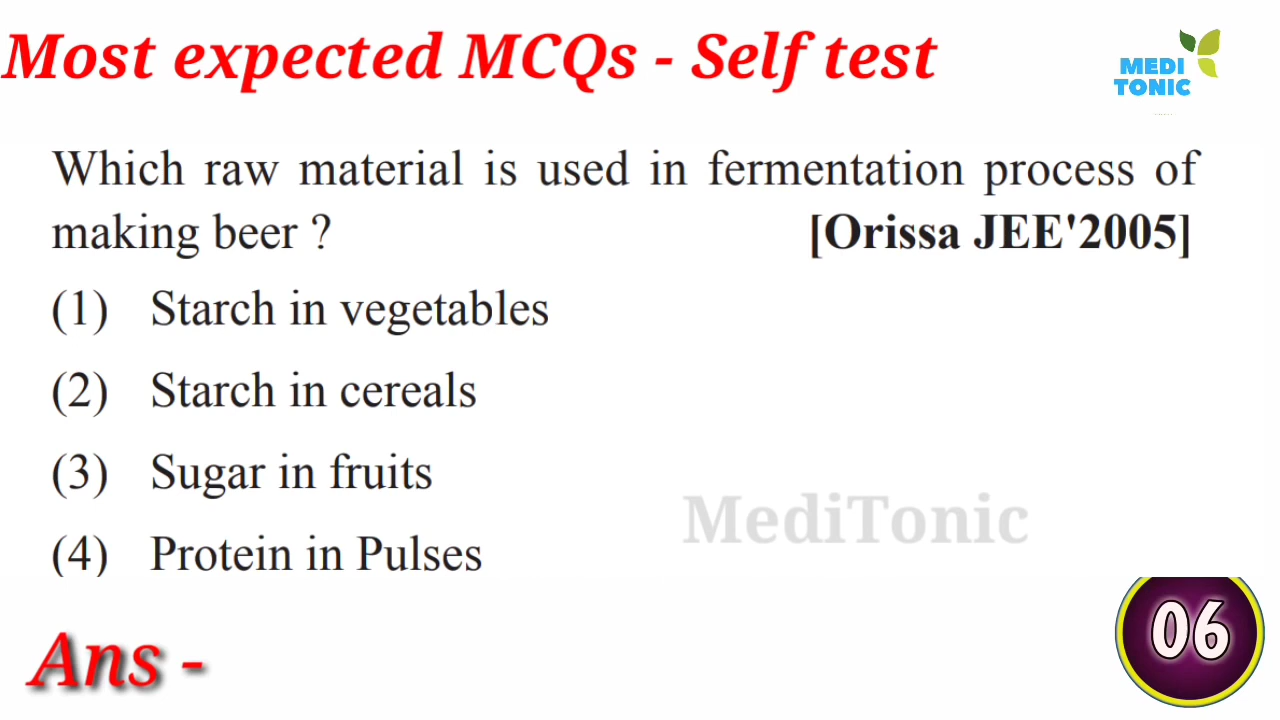 Most expected MCQs - Self test
MEDI
TONIC
Which raw material is used in fermentation process of
making beer ? [Orissa JEE'2005]
(1) Starch in vegetables
(2) Starch in cereals
(3) Sugar in fruits
MediTonic
(4) Protein in Pulses
06
Ans -